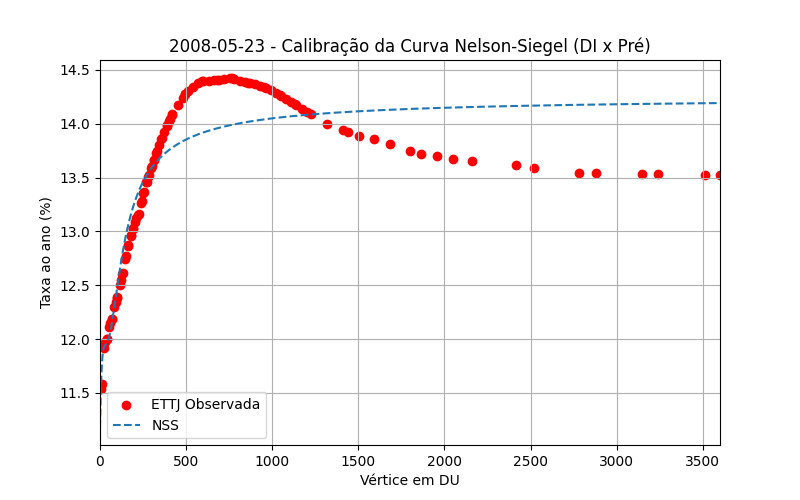 2008-05-23 - Calibração da Curva Nelson-Siegel (DI x Pré)
14.5
14.0
13.5
13.0
12.5
12.0
11.5
Taxa ao ano (%)
ETTJ Observada
NSS
0 500 1000 1500 2000 2500 3000 3500
Vértice em DU